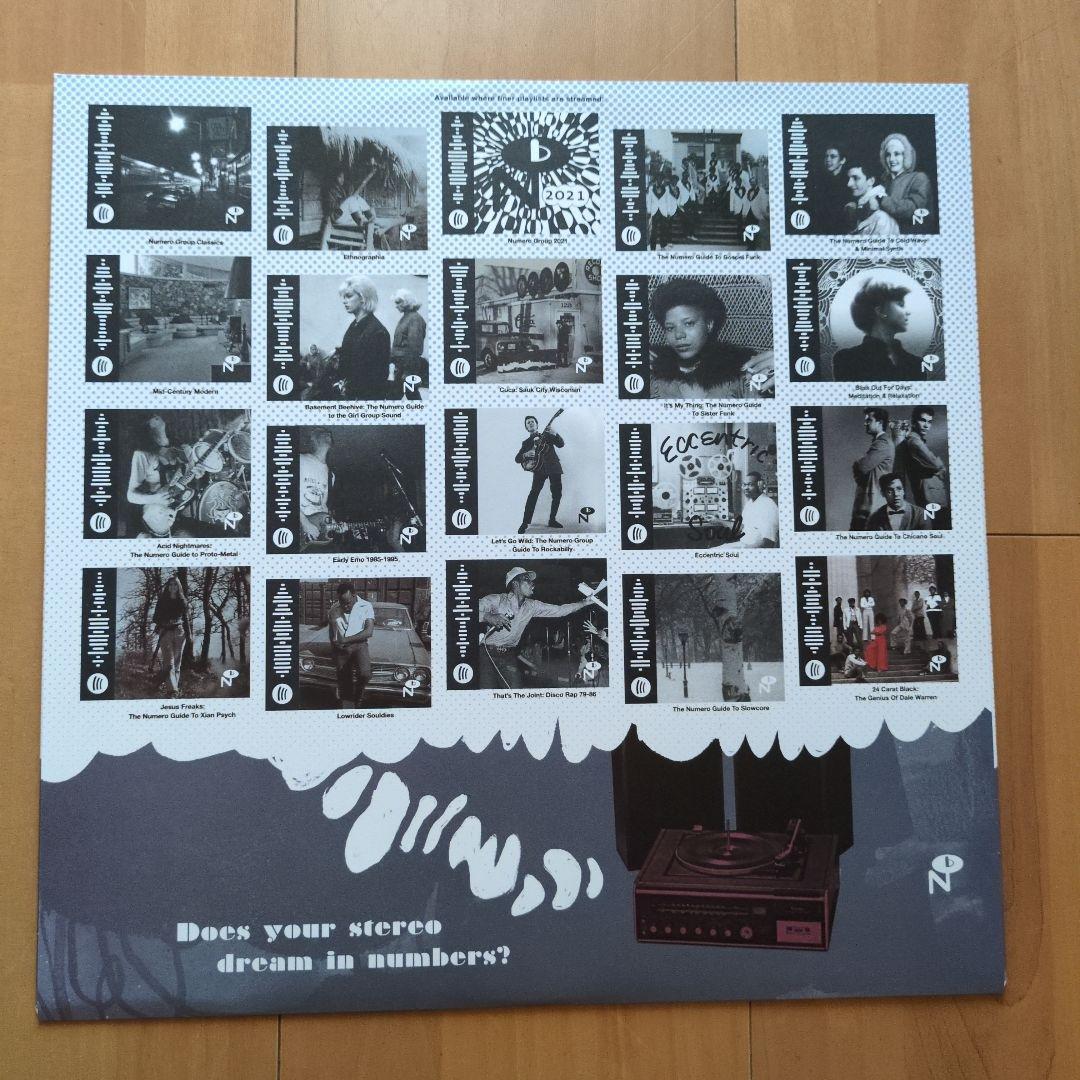 Available where finer playlists are streamed!
2021
Numero Group Classics
Ethnographia
Numero Group 2021
The Numero Guide To Gospel Funk
The Numero Guide To Cold Wave
& Minimal Synth
Mid-Century Modern
Basement Beehive: The Numero Guide
to the Girl Group Sound
Cuca: Sauk City, Wisconsin
It's My Thing: The Numero Guide
To Sister Funk
Bliss Out For Days:
Meditation & Relaxation
Acid Nightmares:
The Numero Guide to Proto-Metal
Early Emo 1985-1995
Let's Go Wild: The Numero Group
Guide To Rockabilly
Eccentric
Soul
Eccentric Soul
The Numero Guide To Chicano Soul
Jesus Freaks:
The Numero Guide To Xian Psych
Lowrider Souldies
That's The Joint: Disco Rap 79-86
The Numero Guide To Slowcore
24 Carat Black:
The Genius Of Dale Warren
Does your stereo
dream in numbers?